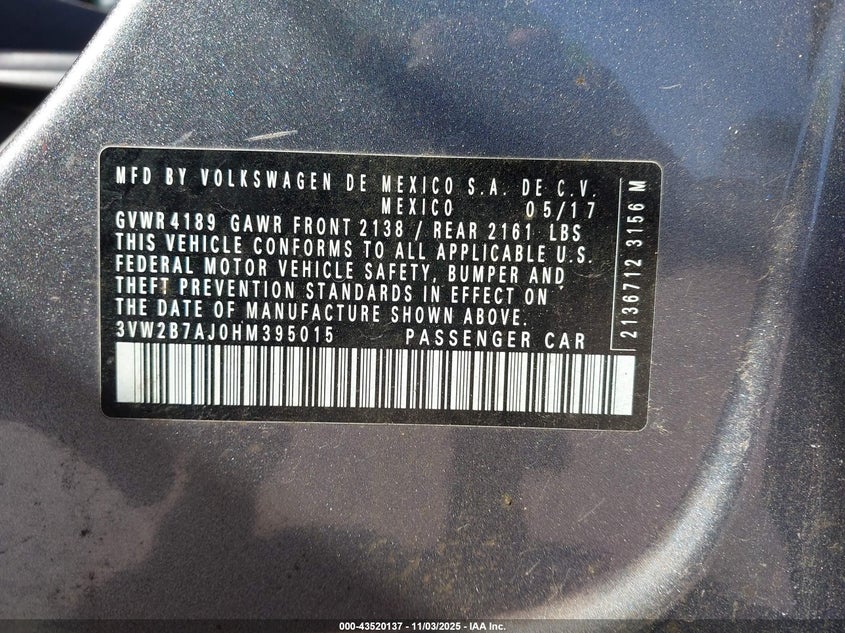 MFD BY VOLKSWAGEN DE MEXICO S.A. DE C.V.
MEXICO 05/17
GVWR 4189 GAWR FRONT 2138 / REAR 2161 LBS
THIS VEHICLE CONFORMS TO ALL APPLICABLE U.S.
FEDERAL MOTOR VEHICLE SAFETY, BUMPER AND
THEFT PREVENTION STANDARDS IN EFFECT ON
THE DATE OF MANUFACTURE SHOWN ABOVE.
3VW2B7AJ0HM395015 PASSENGER CAR
2136712 3156 M
000-43520137 - 11/03/2025 - IAA Inc.